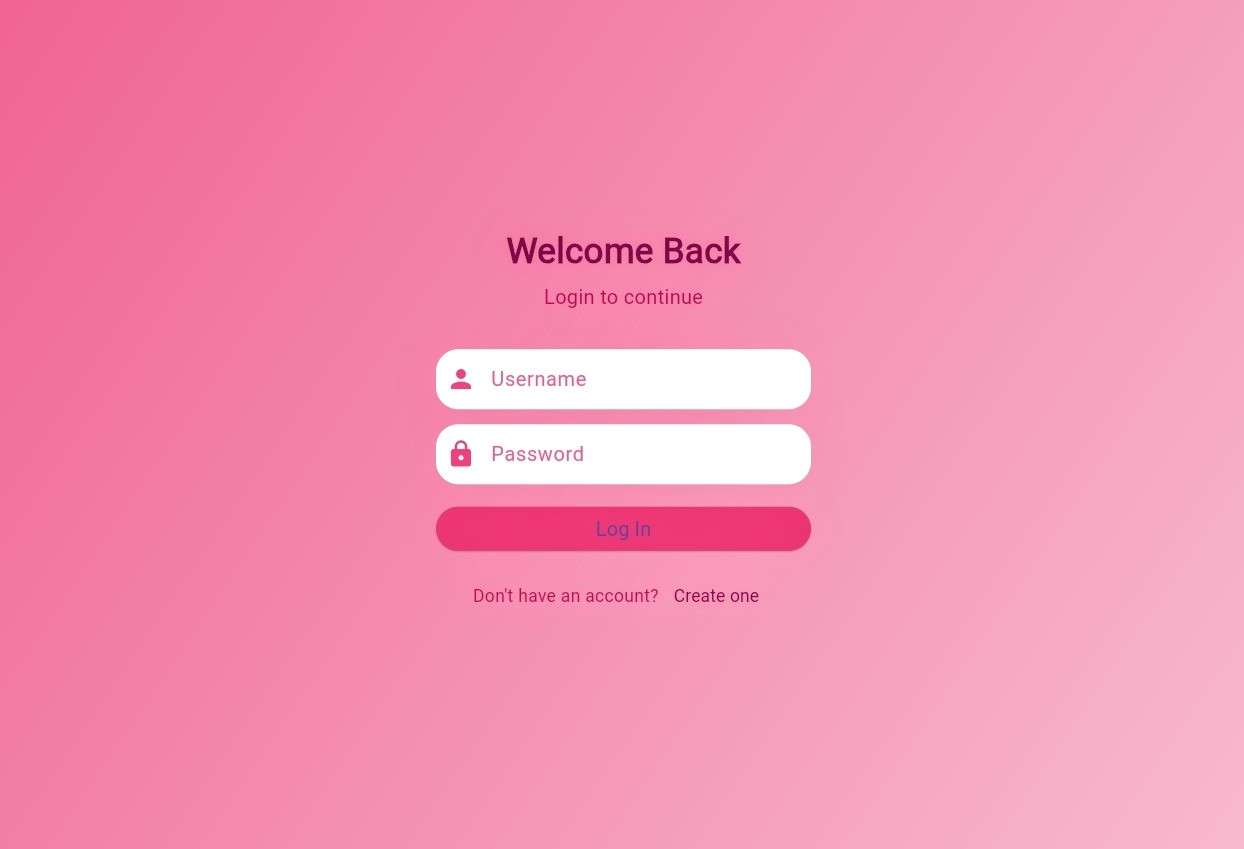 Welcome Back
Login to continue
Username
Password
Log In
Don't have an account? Create one